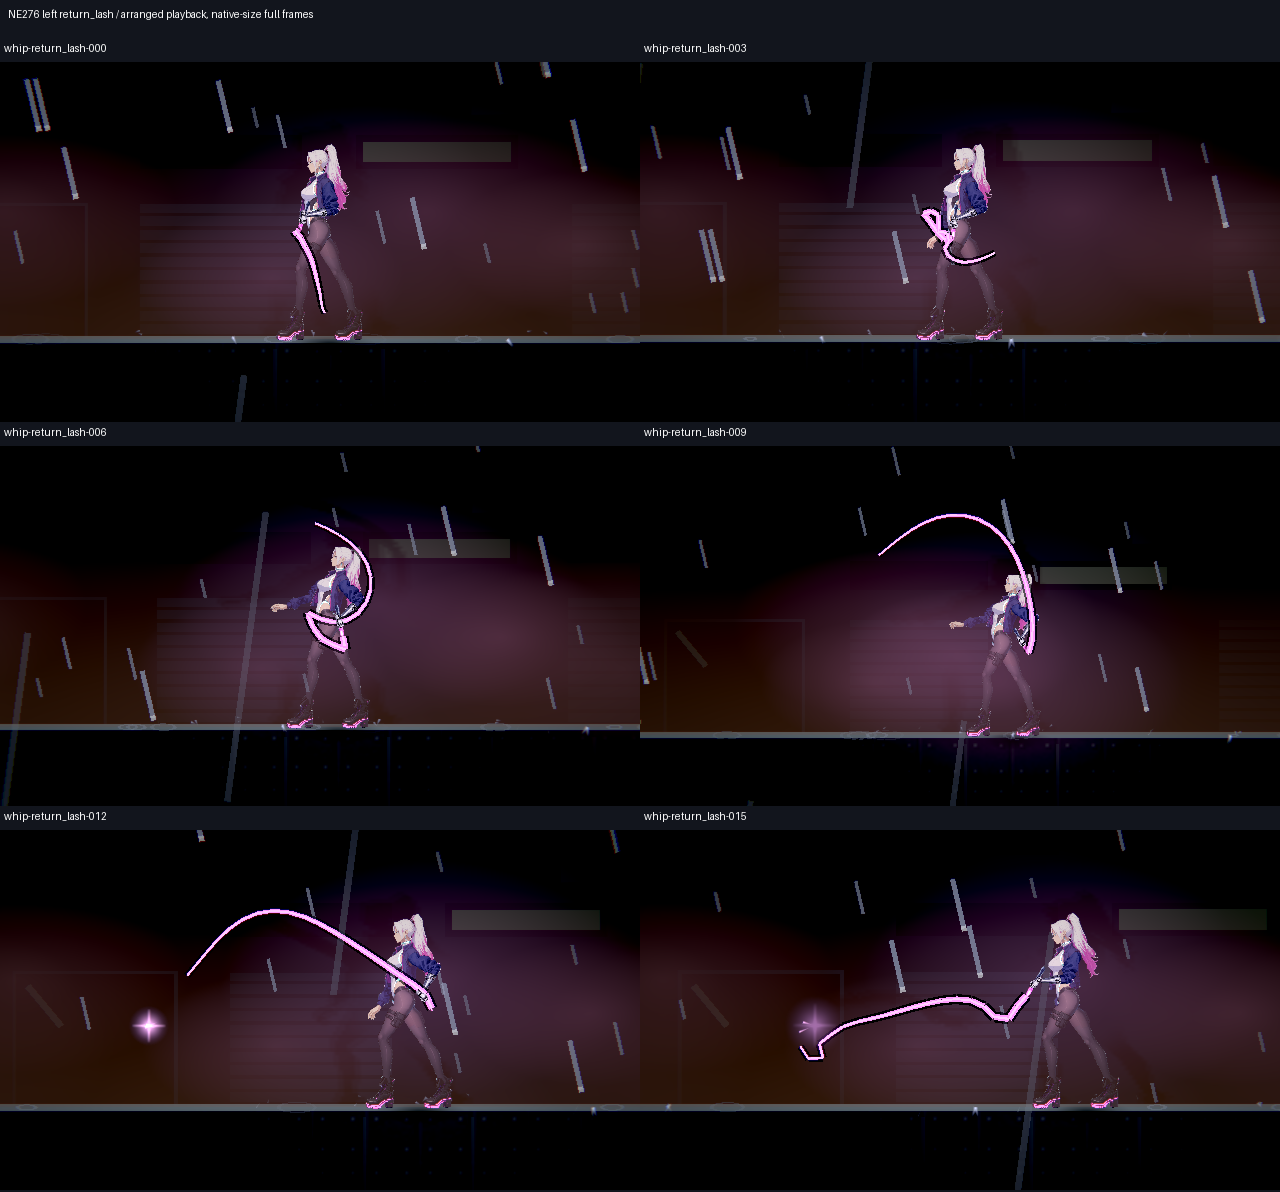 NE276 left return_lash / arranged playback, native-size full frames
whip-return_lash-000
whip-return_lash-003
whip-return_lash-006
whip-return_lash-009
whip-return_lash-012
whip-return_lash-015